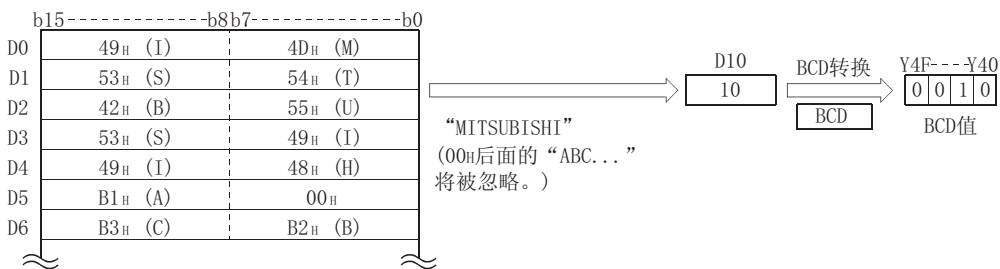 b15 b8 b7 b0
D0 49H (I) 4DH (M)
D1 53H (S) 54H (T)
D2 42H (B) 55H (U)
D3 53H (S) 49H (I)
D4 49H (I) 48H (H)
D5 B1H (A) 00H
D6 B3H (C) B2H (B)
“MITSUBISHI”
(00H后面的“ABC...”
将被忽略。)
D10
10
BCD转换
BCD
Y4F----Y40
0 0 1 0
BCD值